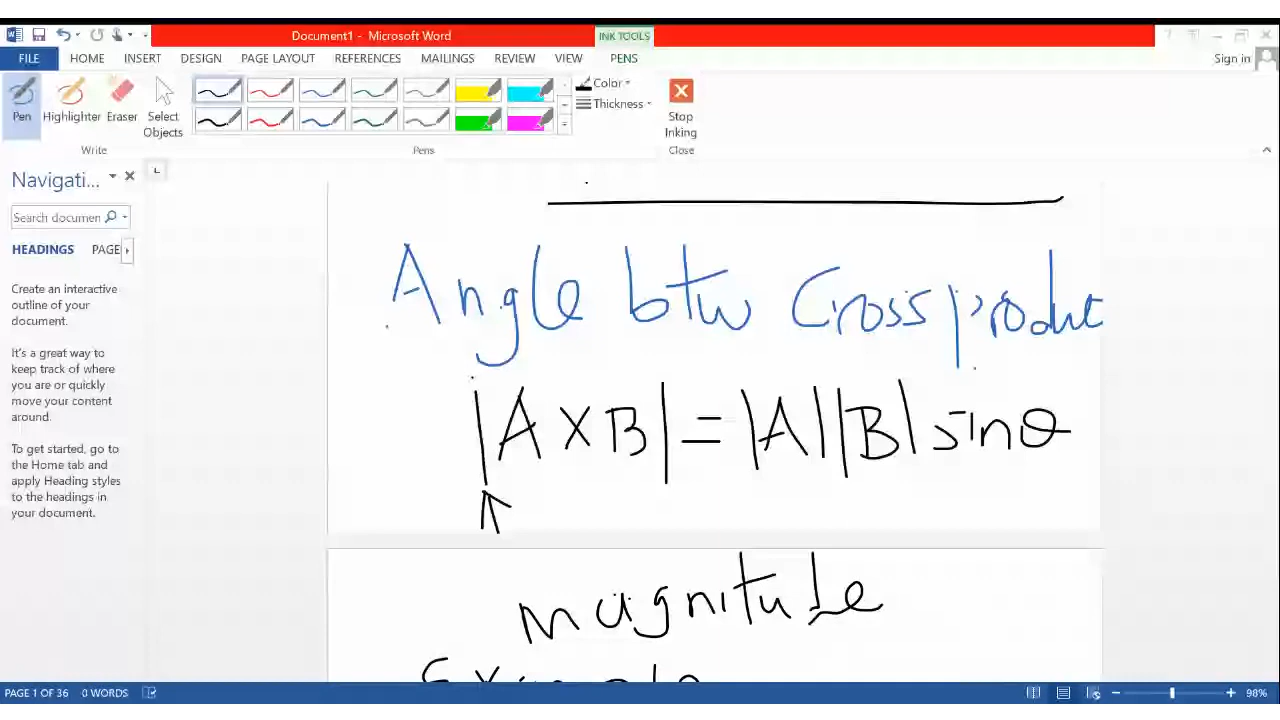 Document1 - Microsoft Word
INK TOOLS
FILE HOME INSERT DESIGN PAGE LAYOUT REFERENCES MAILINGS REVIEW VIEW PENS
Sign in
Pen Highlighter Eraser Select Objects
Color
Thickness
Stop Inking
Write Pens Close
Navigati...
Search documen
HEADINGS PAGE
Create an interactive
outline of your
document.
It's a great way to
keep track of where
you are or quickly
move your content
around.
To get started, go to
the Home tab and
apply Heading styles
to the headings in
your document.
Angle btw Cross product
|A×B| = |A||B| sinθ
magnitude
Example
PAGE 1 OF 36 0 WORDS
98%